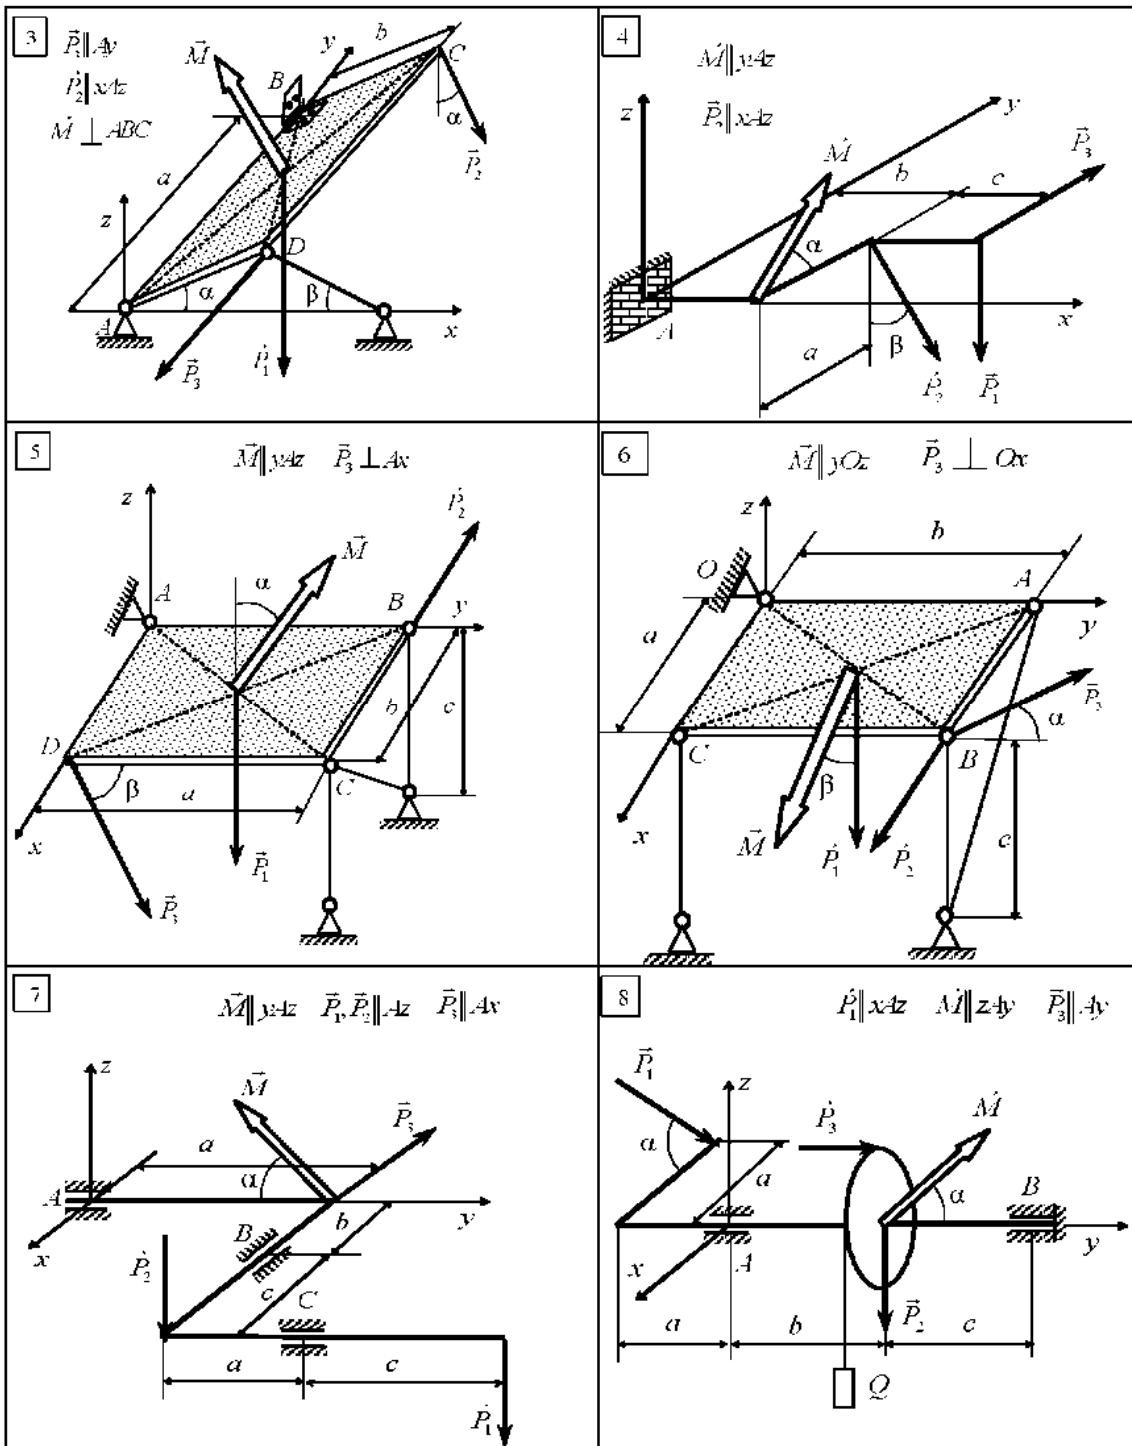 3
P⃗₃∥Ay
P⃗₂∥xAz
M⃗ ⊥ ABC
M⃗
y
b
B
C
α
P⃗₂
a
z
D
α
β
A
x
P⃗₃
P⃗₁
4
M⃗∥yAz
P⃗₂∥xAz
z
y
M⃗
P⃗₃
b
c
α
A
x
a
β
P⃗₂
P⃗₁
5
M⃗∥yAz P⃗₃ ⊥ Ax
z
P⃗₂
M⃗
α
A
B
y
b
c
D
β
a
C
x
P⃗₁
P⃗₃
6
M⃗∥yOz P⃗₃ ⊥ Ox
z
b
O
A
y
a
P⃗₃
α
C
B
β
x
M⃗
P⃗₁
P⃗₂
c
7
M⃗∥yAz P⃗₁,P⃗₂∥Az P⃗₃∥Ax
z
M⃗
P⃗₃
a
α
A
y
B
b
x
P⃗₂
c
C
a
c
P⃗₁
8
P⃗₁∥xAz M⃗∥zAy P⃗₃∥Ay
P⃗₁
z
P⃗₃
M⃗
α
a
α
B
y
x
A
P⃗₂
a
b
c
Q